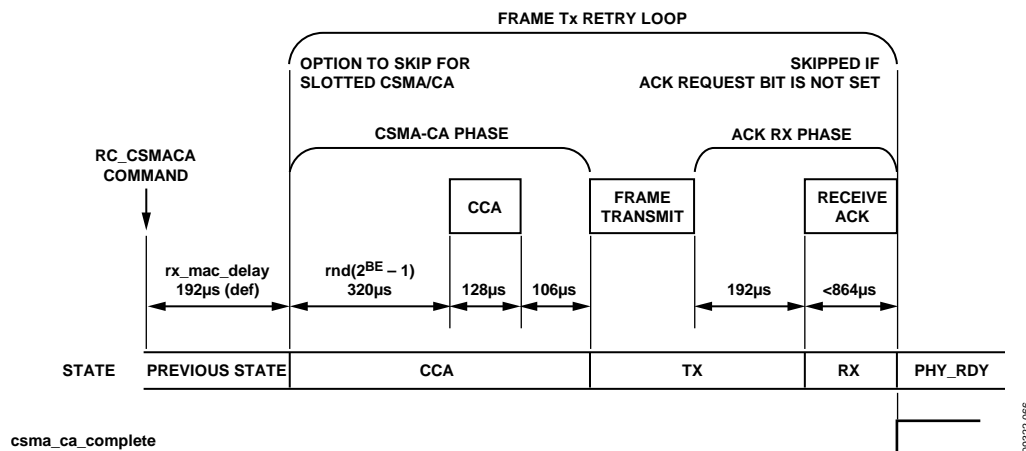 FRAME Tx RETRY LOOP
OPTION TO SKIP FOR
SLOTTED CSMA/CA
SKIPPED IF
ACK REQUEST BIT IS NOT SET
CSMA-CA PHASE
ACK RX PHASE
RC_CSMACA
COMMAND
CCA
FRAME
TRANSMIT
RECEIVE
ACK
rx_mac_delay
192µs (def)
rnd(2^BE – 1)
320µs
128µs
106µs
192µs
<864µs
STATE
PREVIOUS STATE
CCA
TX
RX
PHY_RDY
csma_ca_complete